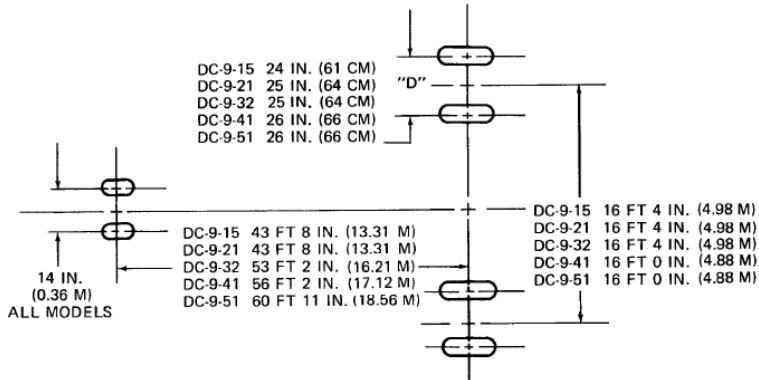 DC-9-15 24 IN. (61 CM)
DC-9-21 25 IN. (64 CM)
DC-9-32 25 IN. (64 CM)
DC-9-41 26 IN. (66 CM)
DC-9-51 26 IN. (66 CM)
"D"
DC-9-15 16 FT 4 IN. (4.98 M)
DC-9-21 16 FT 4 IN. (4.98 M)
DC-9-32 16 FT 4 IN. (4.98 M)
DC-9-41 16 FT 0 IN. (4.88 M)
DC-9-51 16 FT 0 IN. (4.88 M)
DC-9-15 43 FT 8 IN. (13.31 M)
DC-9-21 43 FT 8 IN. (13.31 M)
DC-9-32 53 FT 2 IN. (16.21 M)
DC-9-41 56 FT 2 IN. (17.12 M)
DC-9-51 60 FT 11 IN. (18.56 M)
14 IN.
(0.36 M)
ALL MODELS